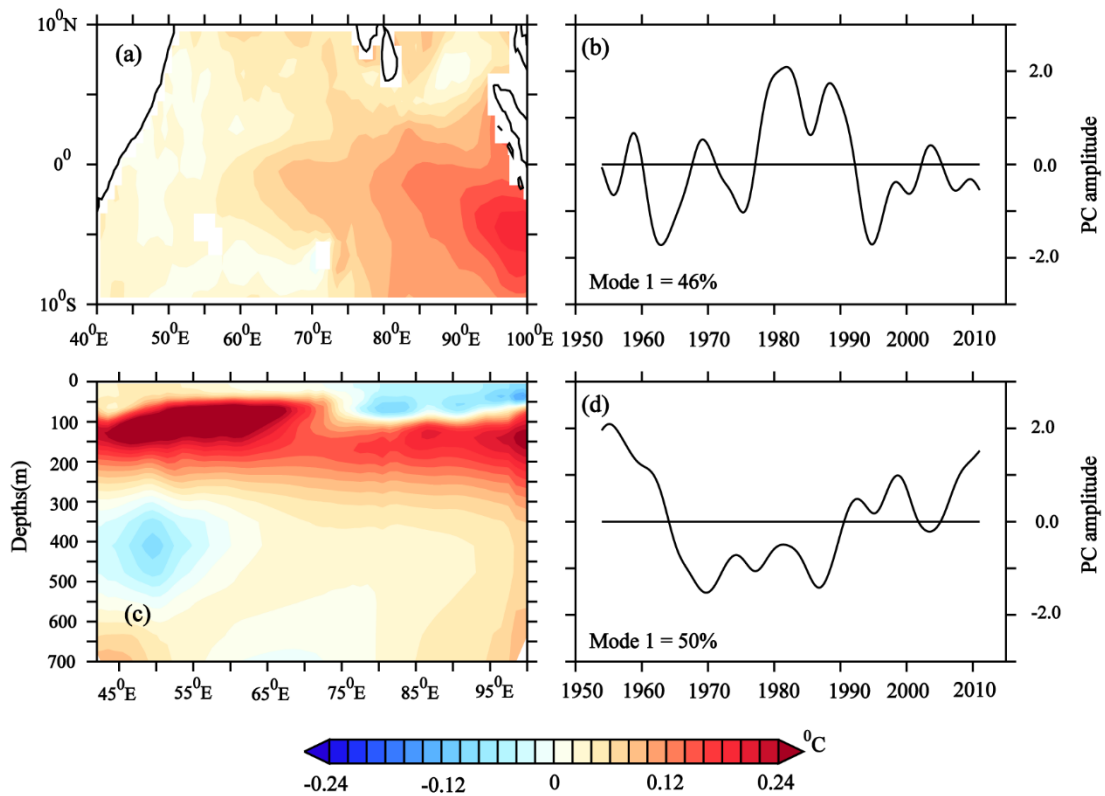 10⁰N
(a)
0⁰
10⁰S
40⁰E 50⁰E 60⁰E 70⁰E 80⁰E 90⁰E 100⁰E
(b)
2.0
0.0
-2.0
PC amplitude
Mode 1 = 46%
1950 1960 1970 1980 1990 2000 2010
0
100
200
300
400
500
600
700
Depths(m)
(c)
45⁰E 55⁰E 65⁰E 75⁰E 85⁰E 95⁰E
(d)
2.0
0.0
-2.0
PC amplitude
Mode 1 = 50%
1950 1960 1970 1980 1990 2000 2010
⁰C
-0.24 -0.12 0 0.12 0.24